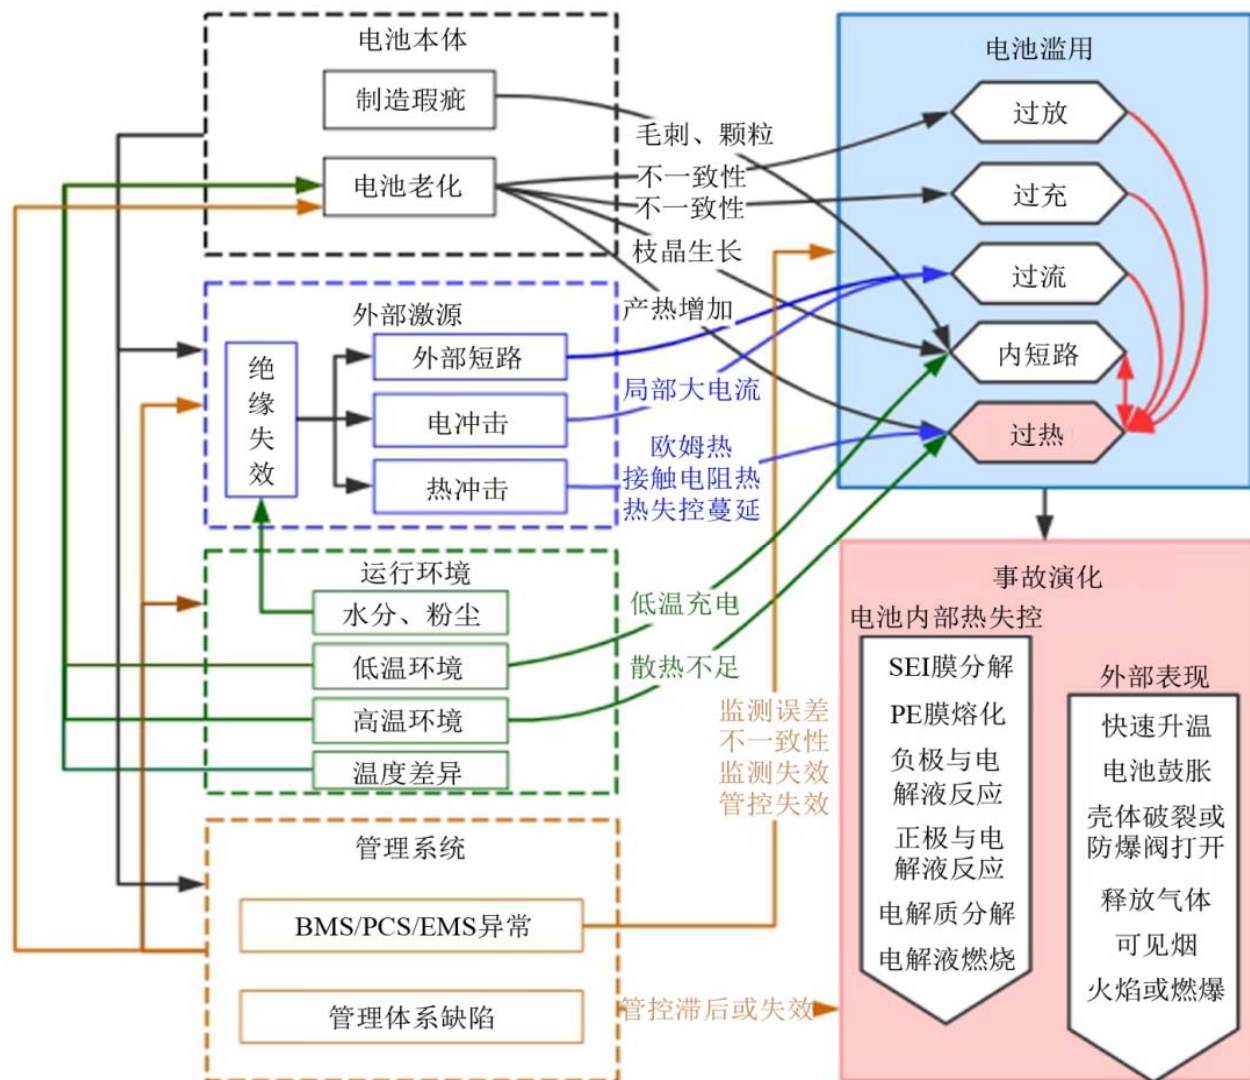 电池本体
制造瑕疵
电池老化
毛刺、颗粒
不一致性
不一致性
枝晶生长
产热增加
电池滥用
过放
过充
过流
内短路
过热
外部激源
绝
缘
失
效
外部短路
电冲击
热冲击
局部大电流
欧姆热
接触电阻热
热失控蔓延
运行环境
水分、粉尘
低温环境
高温环境
温度差异
低温充电
散热不足
监测误差
不一致性
监测失效
管控失效
管理系统
BMS/PCS/EMS异常
管理体系缺陷
管控滞后或失效
事故演化
电池内部热失控
SEI膜分解
PE膜熔化
负极与电
解液反应
正极与电
解液反应
电解质分解
电解液燃烧
外部表现
快速升温
电池鼓胀
壳体破裂或
防爆阀打开
释放气体
可见烟
火焰或燃爆